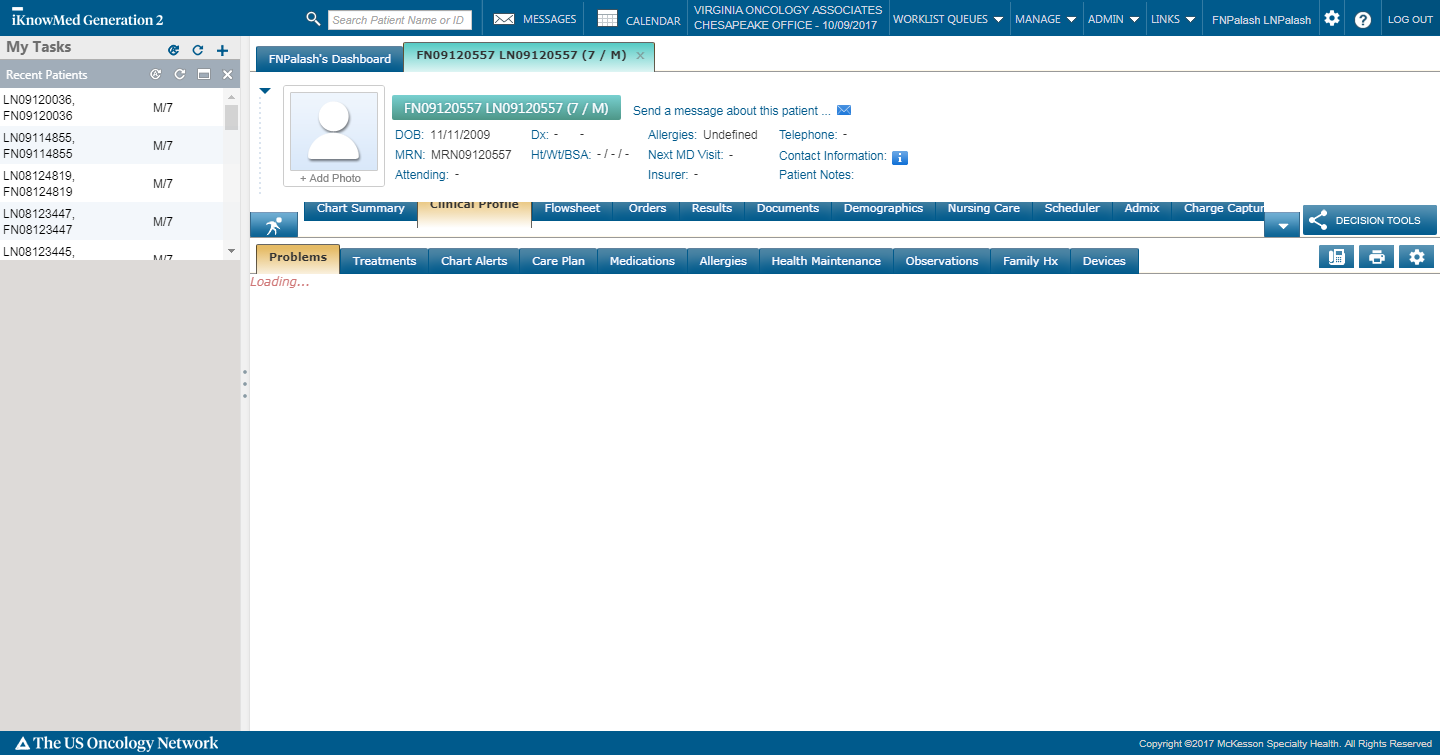 iKnowMed Generation 2
Search Patient Name or ID
MESSAGES
CALENDAR
VIRGINIA ONCOLOGY ASSOCIATES
CHESAPEAKE OFFICE - 10/09/2017
WORKLIST QUEUES
MANAGE
ADMIN
LINKS
FNPalash LNPalash
LOG OUT
My Tasks
Recent Patients
LN09120036,
FN09120036
M/7
LN09114855,
FN09114855
M/7
LN08124819,
FN08124819
M/7
LN08123447,
FN08123447
M/7
LN08123445,
M/7
FNPalash's Dashboard
FN09120557 LN09120557 (7 / M)
FN09120557 LN09120557 (7 / M)
Send a message about this patient ...
DOB: 11/11/2009
Dx: - -
Allergies: Undefined
Telephone: -
MRN: MRN09120557
Ht/Wt/BSA: - / - / -
Next MD Visit: -
Contact Information:
Attending: -
Insurer: -
Patient Notes:
+ Add Photo
Chart Summary
Clinical Profile
Flowsheet
Orders
Results
Documents
Demographics
Nursing Care
Scheduler
Admix
Charge Captur
DECISION TOOLS
Problems
Treatments
Chart Alerts
Care Plan
Medications
Allergies
Health Maintenance
Observations
Family Hx
Devices
Loading...
The US Oncology Network
Copyright ©2017 McKesson Specialty Health. All Rights Reserved